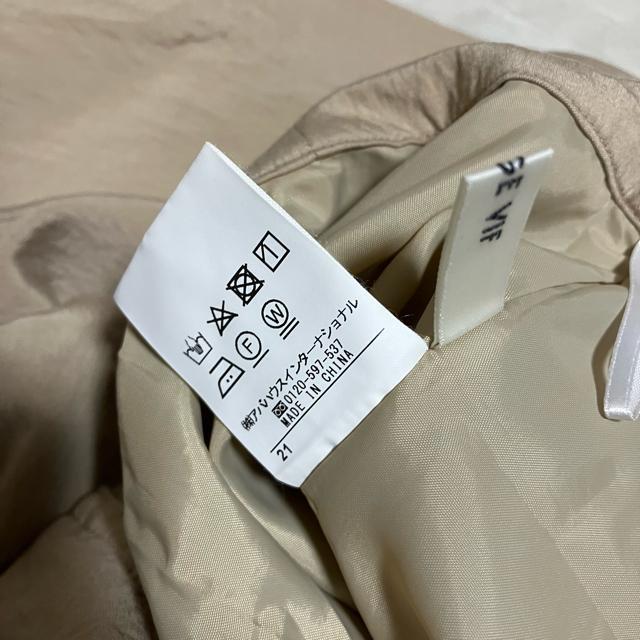 F W
㈱アバハウスインターナショナル
0120-597-537
MADE IN CHINA
21
SE VIF